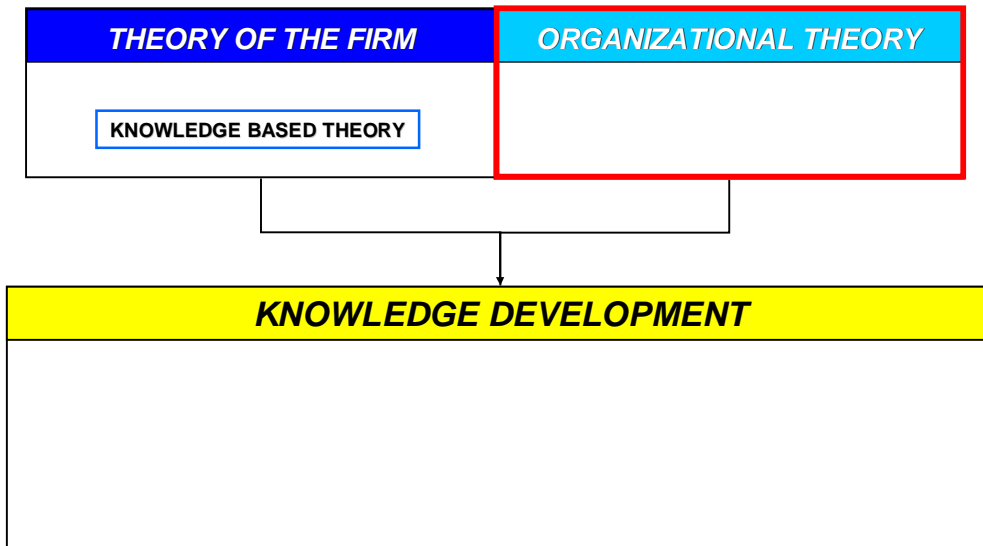 THEORY OF THE FIRM
ORGANIZATIONAL THEORY
KNOWLEDGE BASED THEORY
KNOWLEDGE DEVELOPMENT